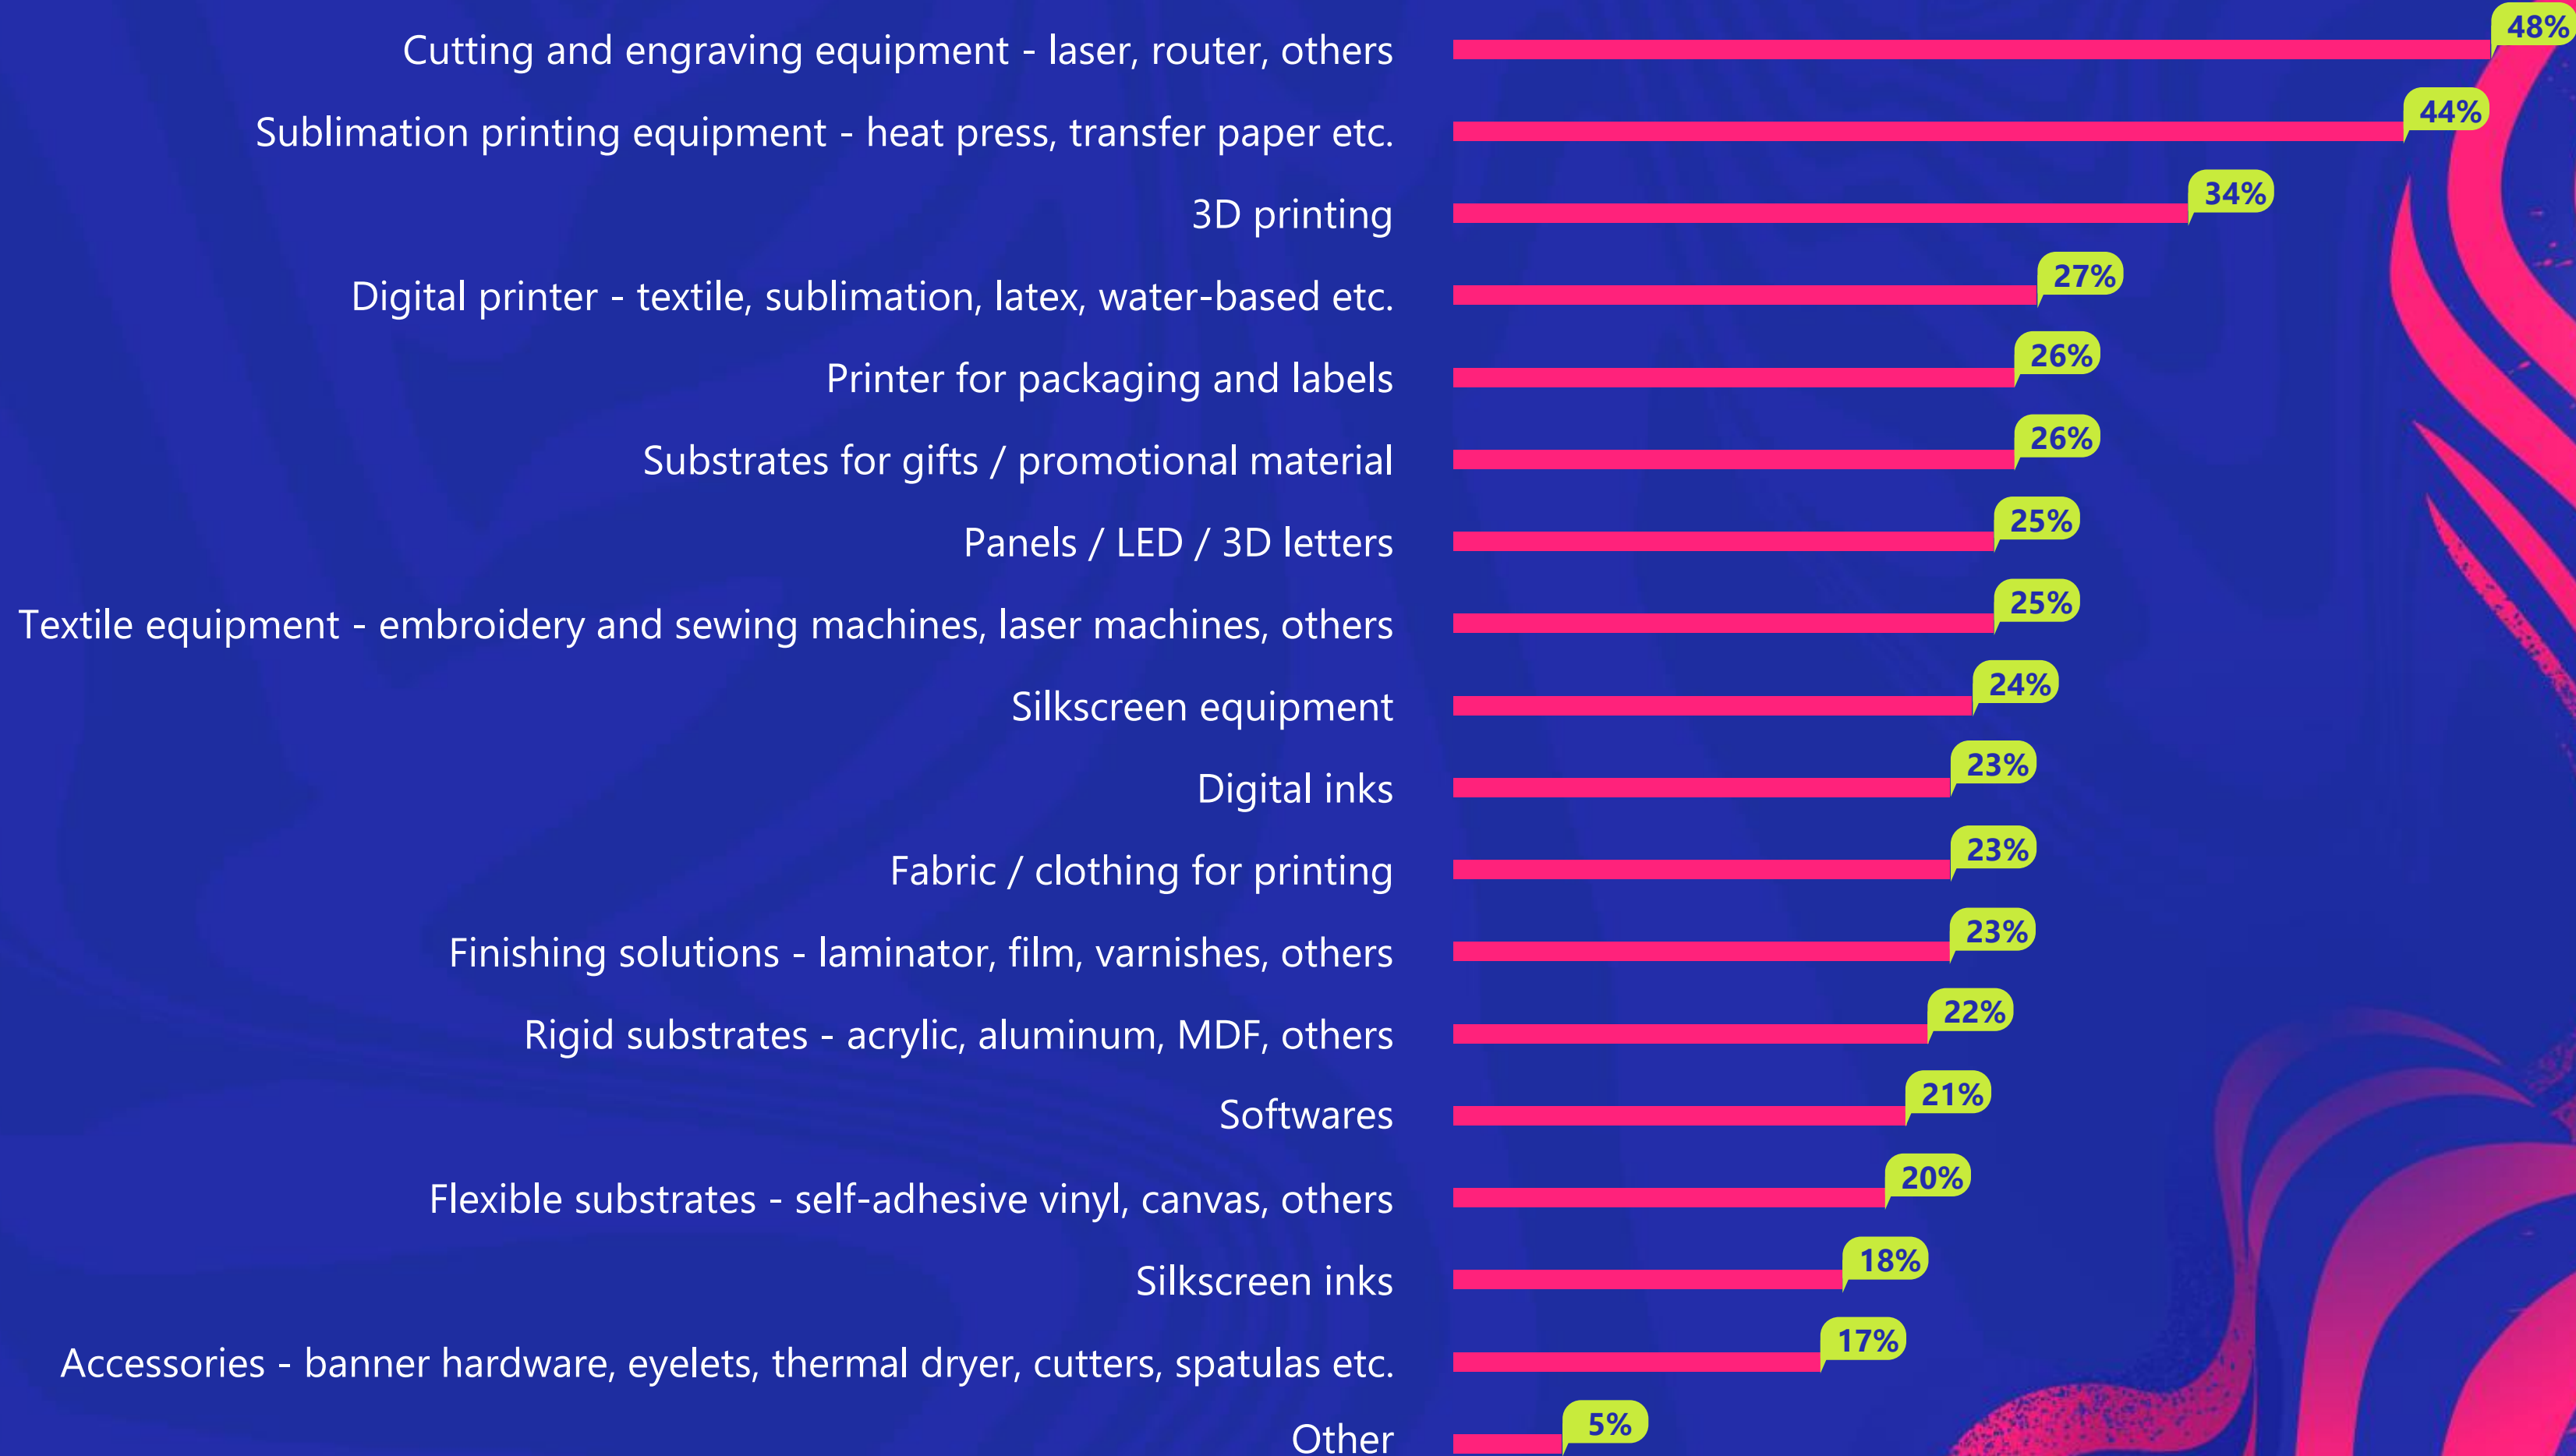 Cutting and engraving equipment - laser, router, others 48%
Sublimation printing equipment - heat press, transfer paper etc. 44%
3D printing 34%
Digital printer - textile, sublimation, latex, water-based etc. 27%
Printer for packaging and labels 26%
Substrates for gifts / promotional material 26%
Panels / LED / 3D letters 25%
Textile equipment - embroidery and sewing machines, laser machines, others 25%
Silkscreen equipment 24%
Digital inks 23%
Fabric / clothing for printing 23%
Finishing solutions - laminator, film, varnishes, others 23%
Rigid substrates - acrylic, aluminum, MDF, others 22%
Softwares 21%
Flexible substrates - self-adhesive vinyl, canvas, others 20%
Silkscreen inks 18%
Accessories - banner hardware, eyelets, thermal dryer, cutters, spatulas etc. 17%
Other 5%